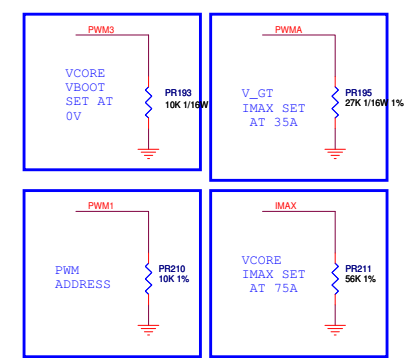 PWM3
VCORE
VBOOT
SET AT
0V
PR193
10K 1/16W
PWMA
V_GT
IMAX SET
AT 35A
PR195
27K 1/16W 1%
PWM1
PWM
ADDRESS
PR210
10K 1%
IMAX
VCORE
IMAX SET
AT 75A
PR211
56K 1%